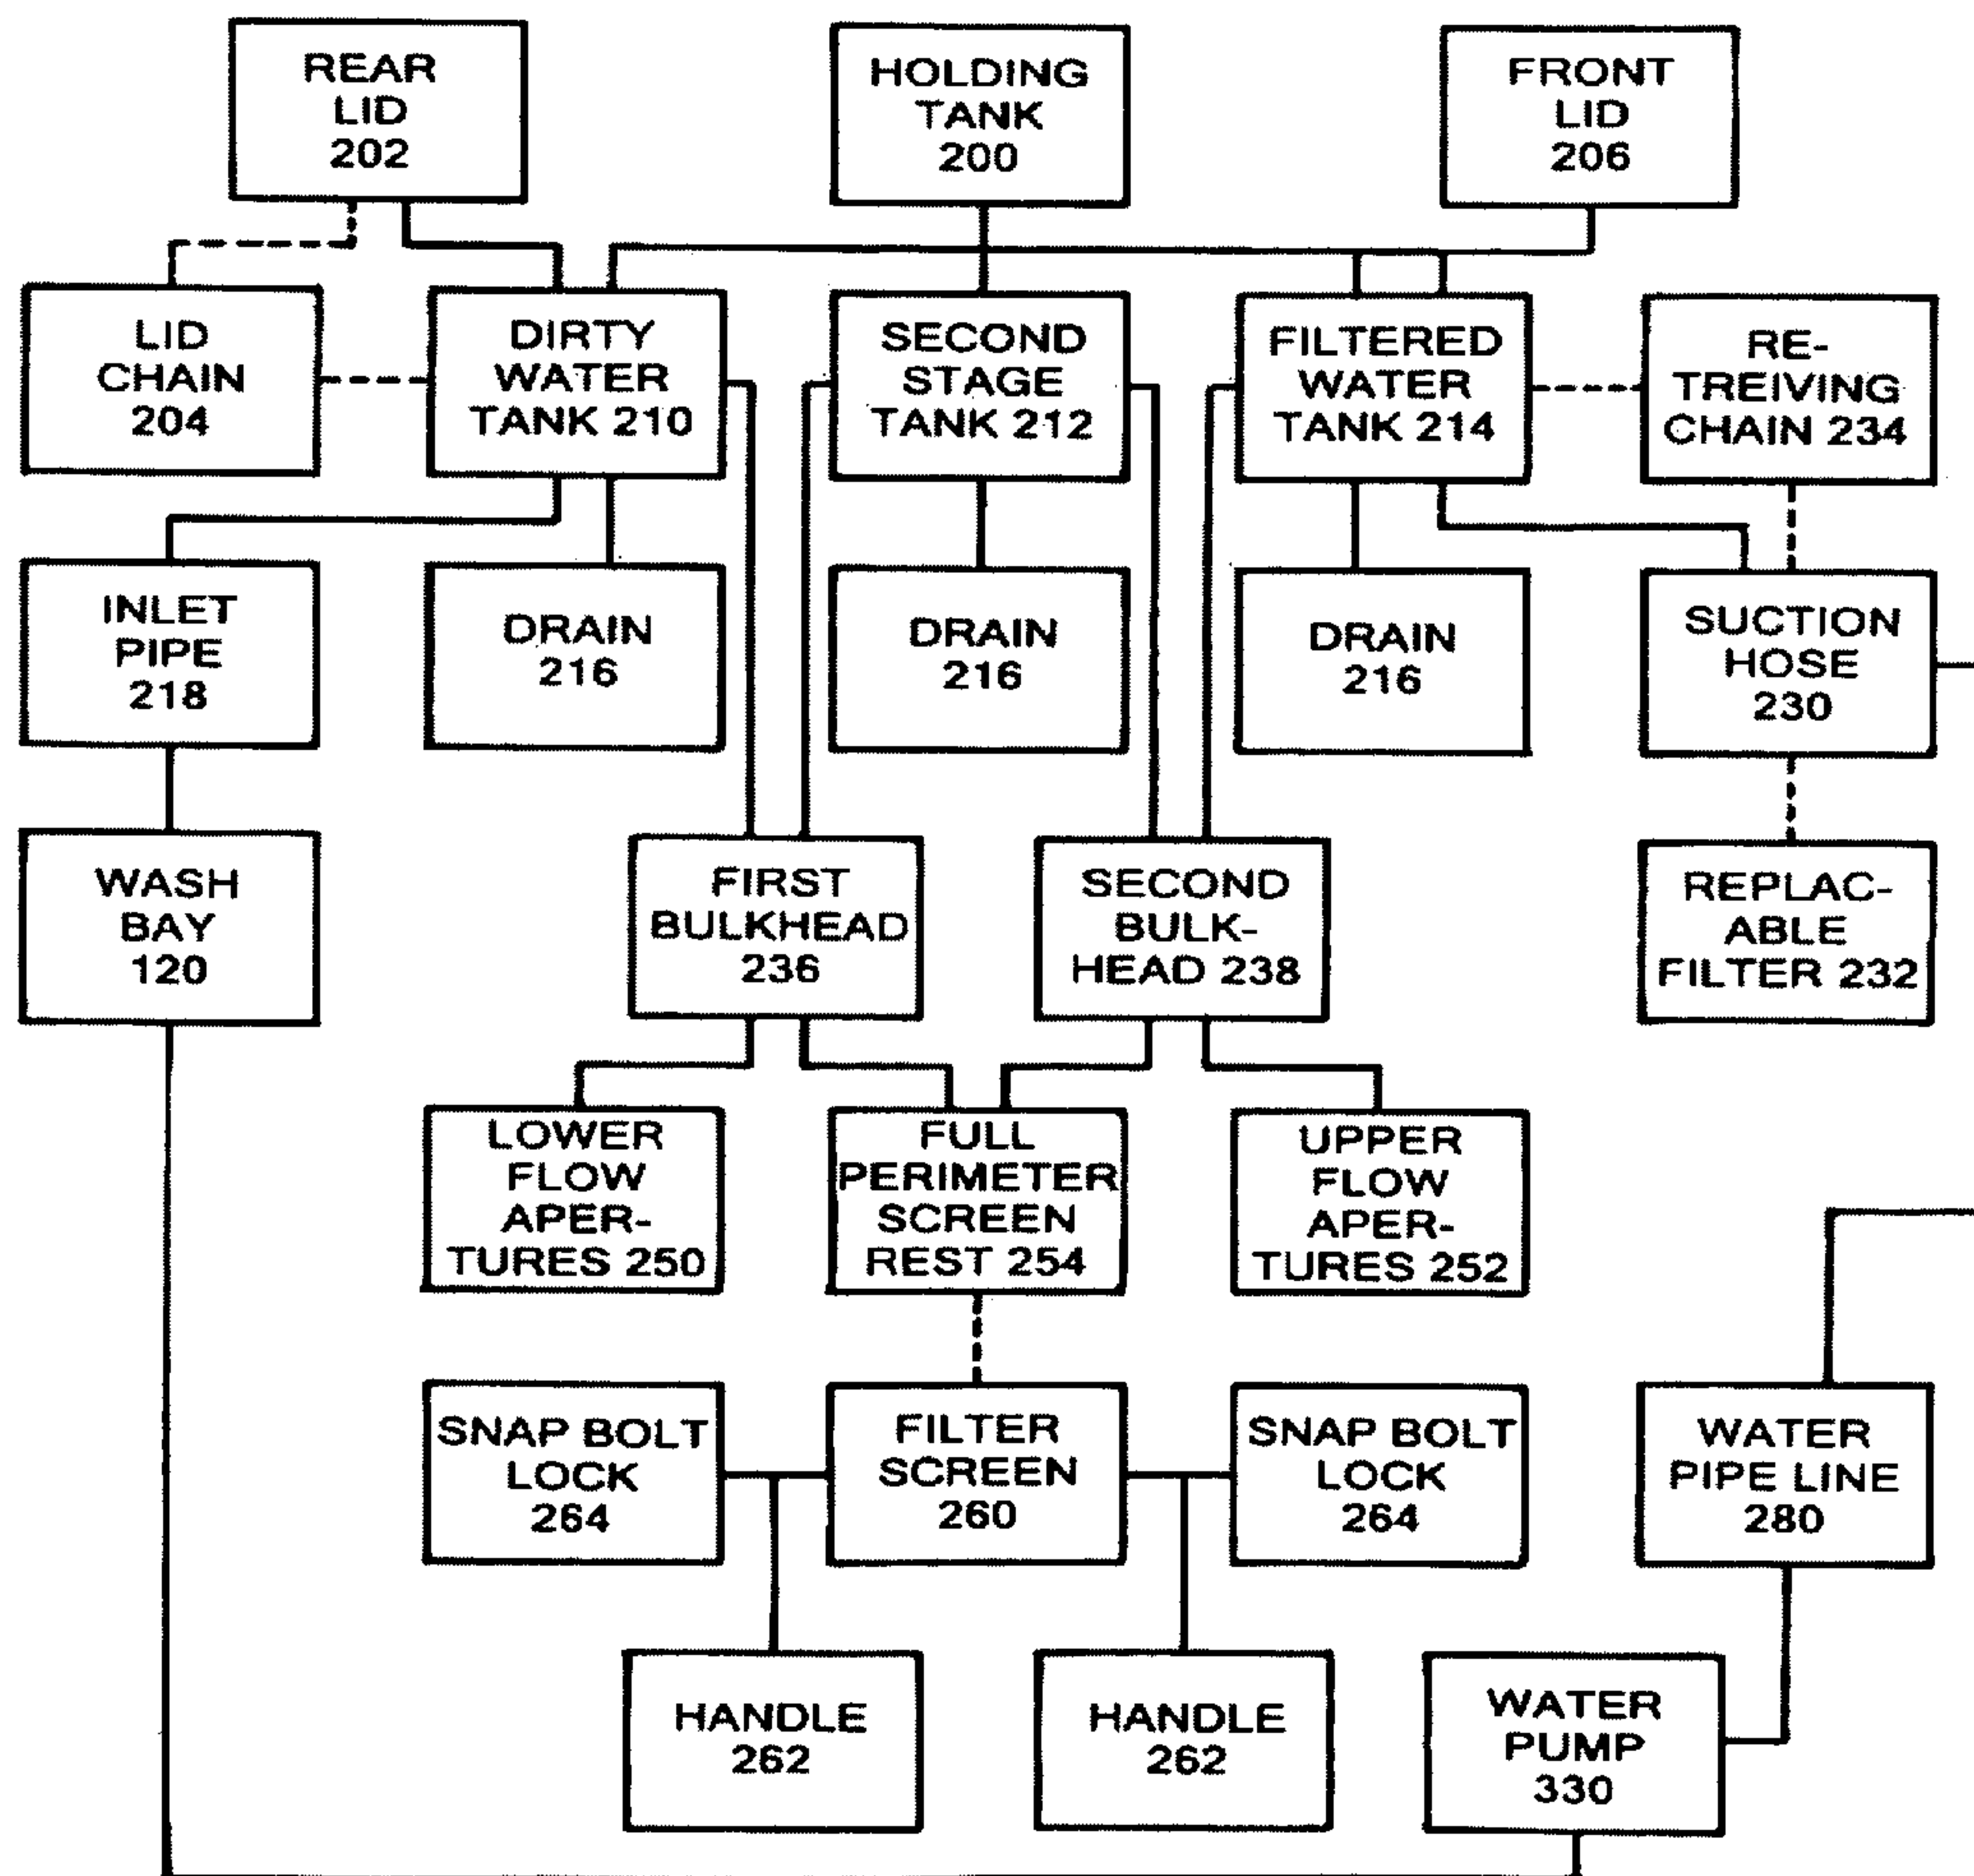 REAR
LID
202
HOLDING
TANK
200
FRONT
LID
206
LID
CHAIN
204
DIRTY
WATER
TANK 210
SECOND
STAGE
TANK 212
FILTERED
WATER
TANK 214
RE-
TREIVING
CHAIN 234
INLET
PIPE
218
DRAIN
216
DRAIN
216
DRAIN
216
SUCTION
HOSE
230
WASH
BAY
120
FIRST
BULKHEAD
236
SECOND
BULK-
HEAD 238
REPLAC-
ABLE
FILTER 232
LOWER
FLOW
APER-
TURES 250
FULL
PERIMETER
SCREEN
REST 254
UPPER
FLOW
APER-
TURES 252
SNAP BOLT
LOCK
264
FILTER
SCREEN
260
SNAP BOLT
LOCK
264
WATER
PIPE LINE
280
HANDLE
262
HANDLE
262
WATER
PUMP
330